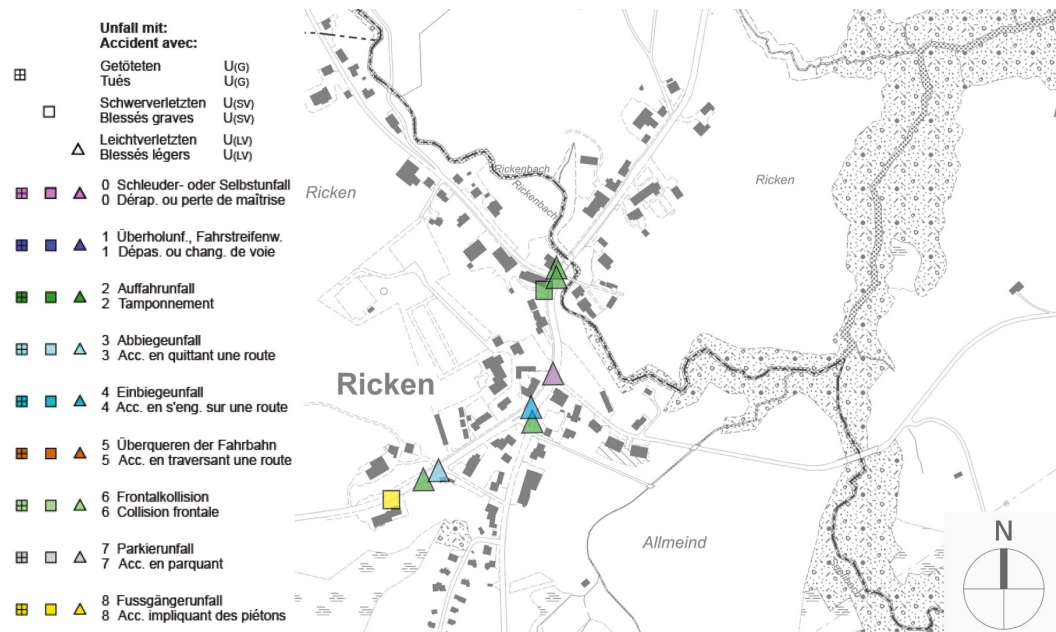 Unfall mit:
Accident avec:
Getöteten U(G)
Tués U(G)
Schwerverletzten U(SV)
Blessés graves U(SV)
Leichtverletzten U(LV)
Blessés légers U(LV)
0 Schleuder- oder Selbstunfall
0 Dérap. ou perte de maîtrise
1 Überholunf., Fahrstreifenw.
1 Dépas. ou chang. de voie
2 Auffahrunfall
2 Tamponnement
3 Abbiegeunfall
3 Acc. en quittant une route
4 Einbiegeunfall
4 Acc. en s'eng. sur une route
5 Überqueren der Fahrbahn
5 Acc. en traversant une route
6 Frontalkollision
6 Collision frontale
7 Parkierunfall
7 Acc. en parquant
8 Fussgängerunfall
8 Acc. impliquant des piétons
Rickenbach
Rickenbach
Ricken
Ricken
Ricken
Allmeind
N